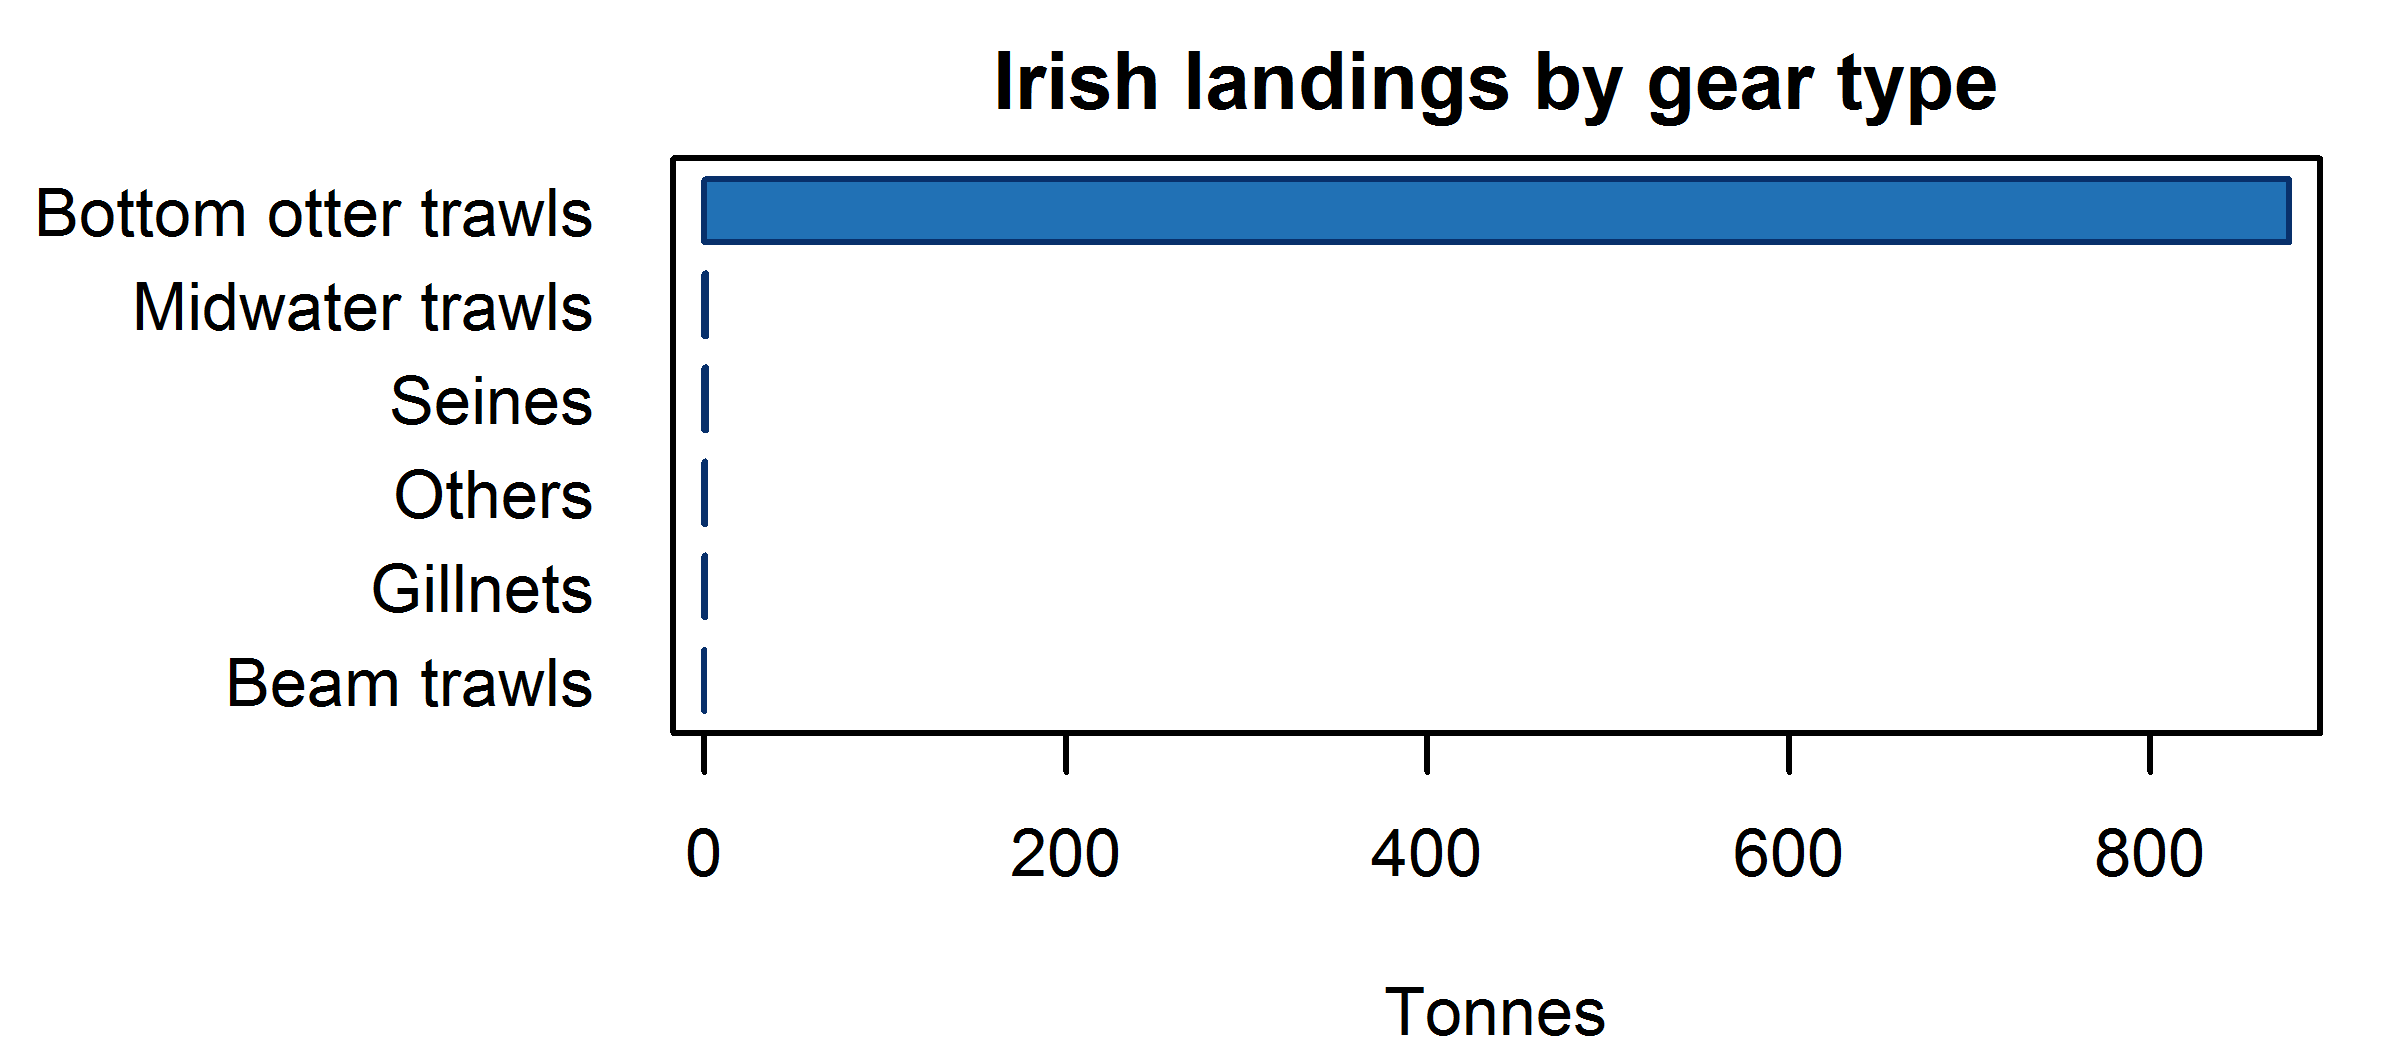 Irish landings by gear type
Bottom otter trawls
Midwater trawls
Seines
Others
Gillnets
Beam trawls
0 200 400 600 800
Tonnes